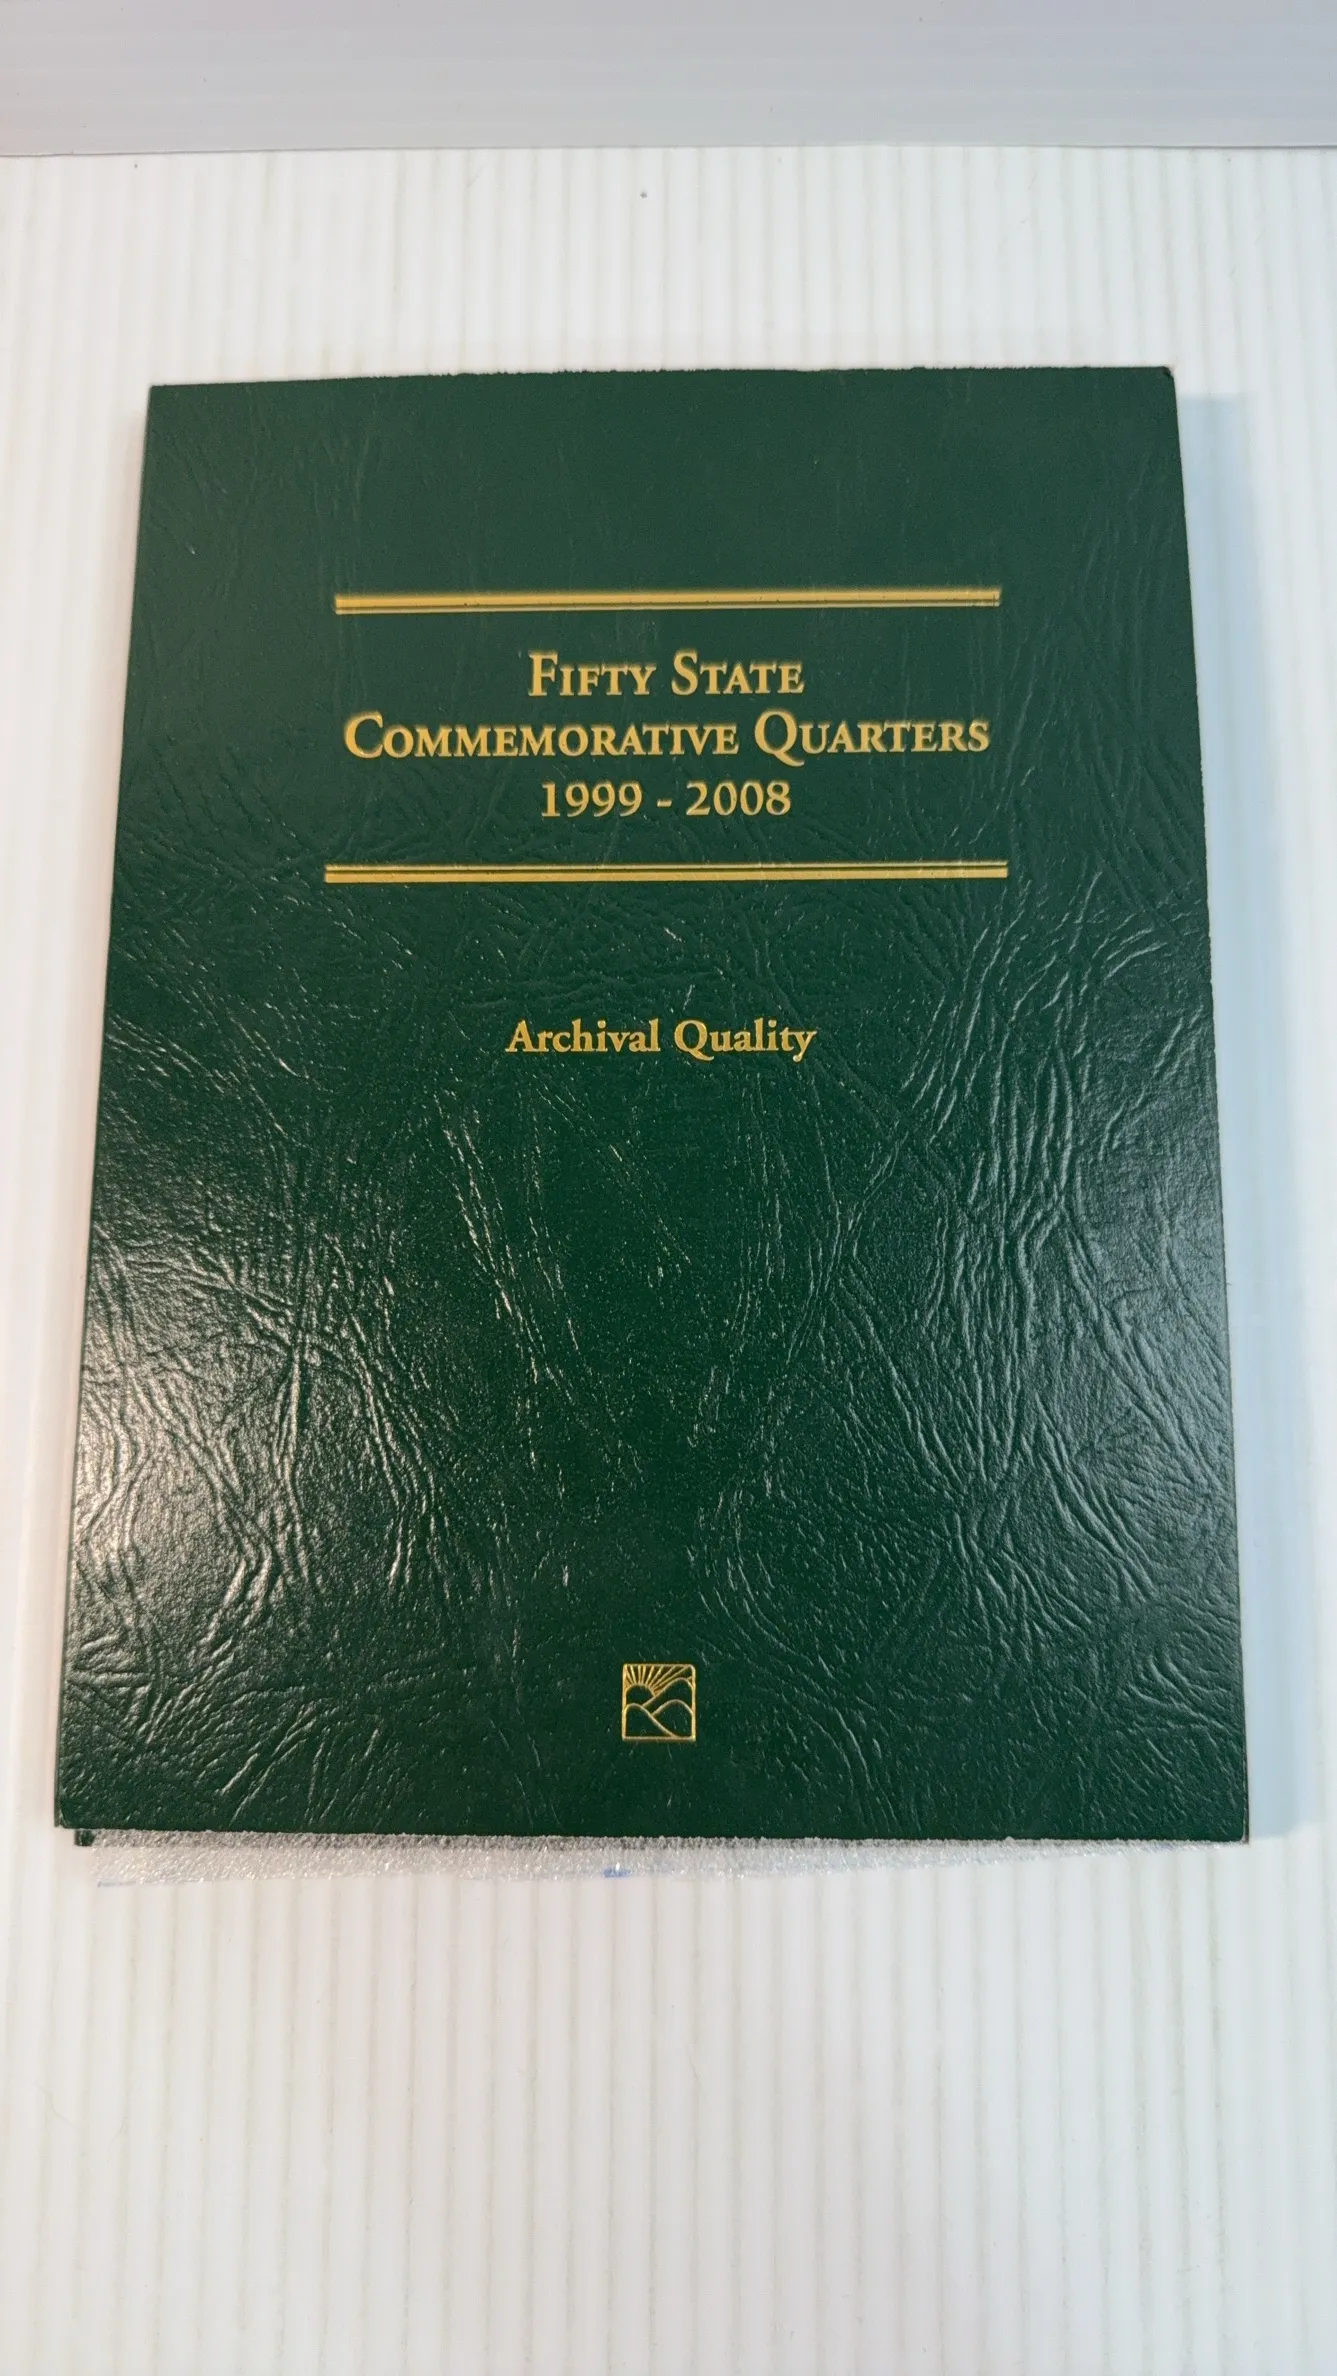 Fifty State
Commemorative Quarters
1999 - 2008
Archival Quality